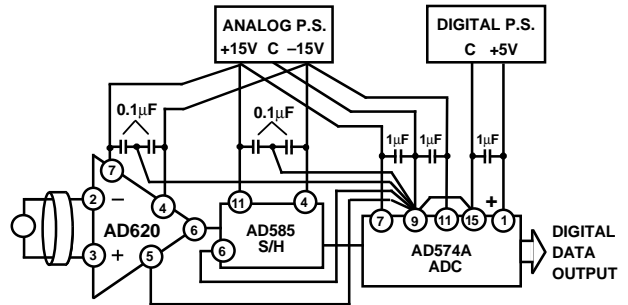 ANALOG P.S.
+15V C –15V
DIGITAL P.S.
C +5V
0.1μF
0.1μF
1μF
1μF
1μF
7
2
–
4
AD620
6
3
+
5
11
4
AD585
S/H
6
7
9
11
15
+
1
AD574A
ADC
DIGITAL
DATA
OUTPUT